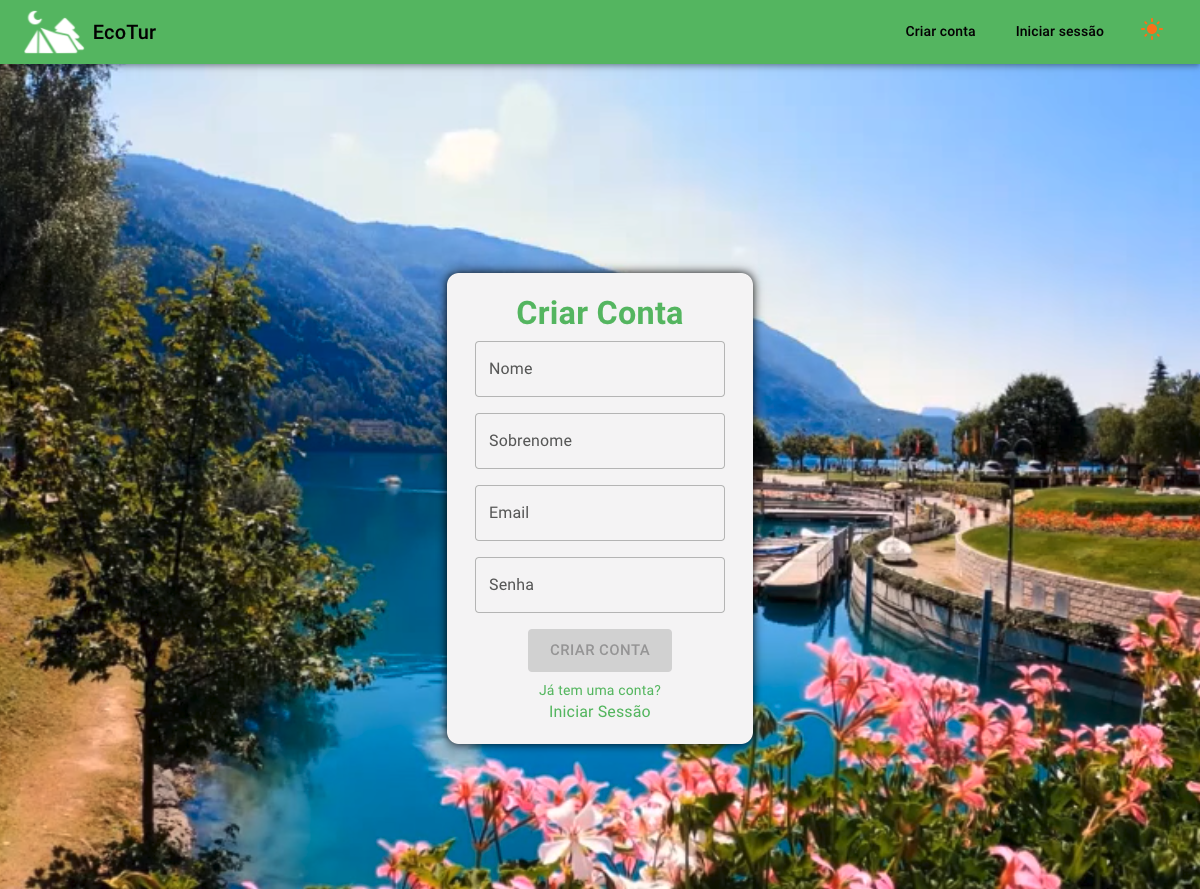 EcoTur
Criar conta
Iniciar sessão
Criar Conta
Nome
Sobrenome
Email
Senha
CRIAR CONTA
Já tem uma conta?
Iniciar Sessão